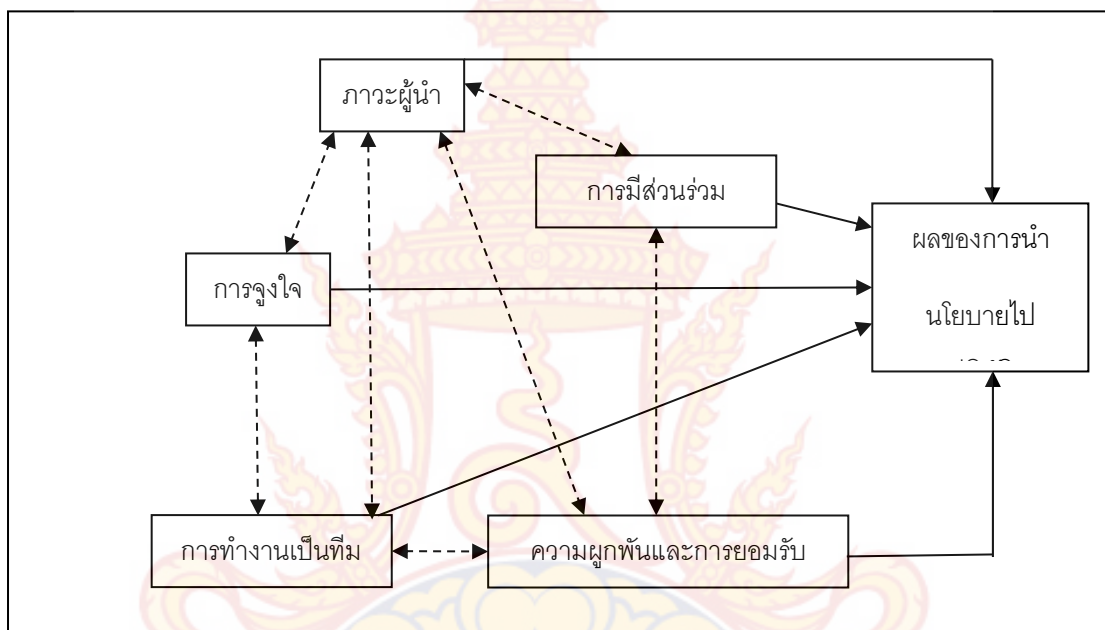 ภาวะผู้นำ
การมีส่วนร่วม
ผลของการนำ
นโยบายไป
การจูงใจ
การทำงานเป็นทีม
ความผูกพันและการยอมรับ